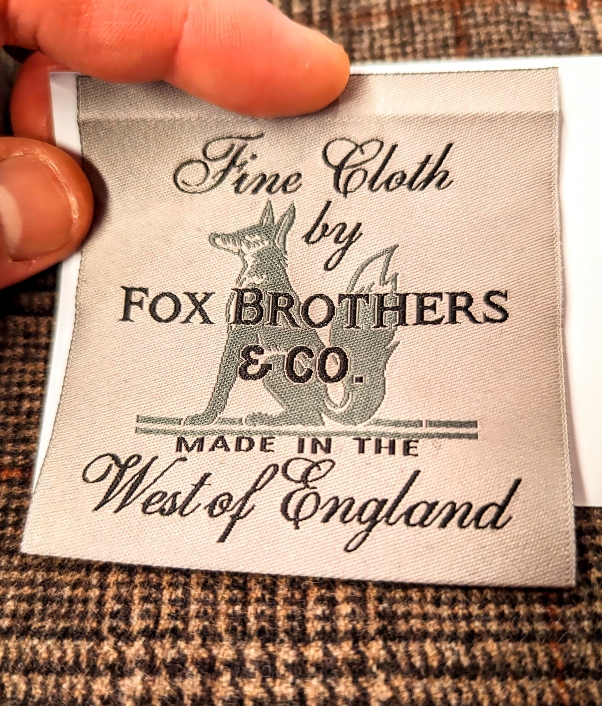 Fine Cloth
by
FOX BROTHERS
& CO.
MADE IN THE
West of England